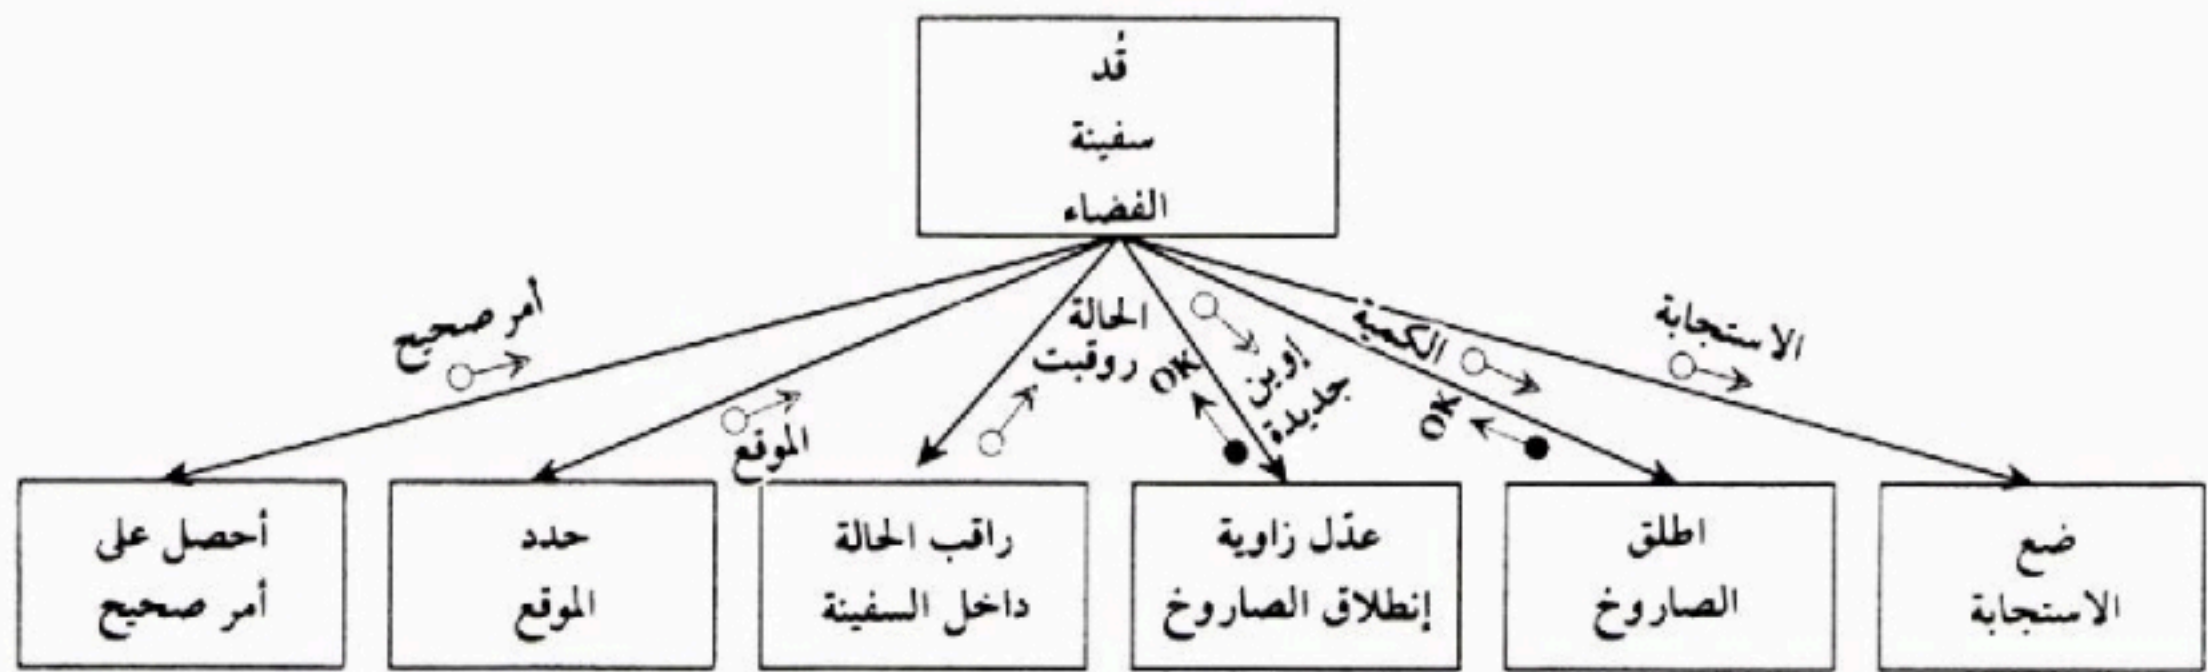 قُد
سفينة
الفضاء
أمر صحيح
الموقع
الحالة
روقبت
OK
جديدة
الكمية
OK
الاستجابة
أحصل على
أمر صحيح
حدد
الموقع
راقب الحالة
داخل السفينة
عدّل زاوية
إنطلاق الصاروخ
اطلق
الصاروخ
ضع
الاستجابة